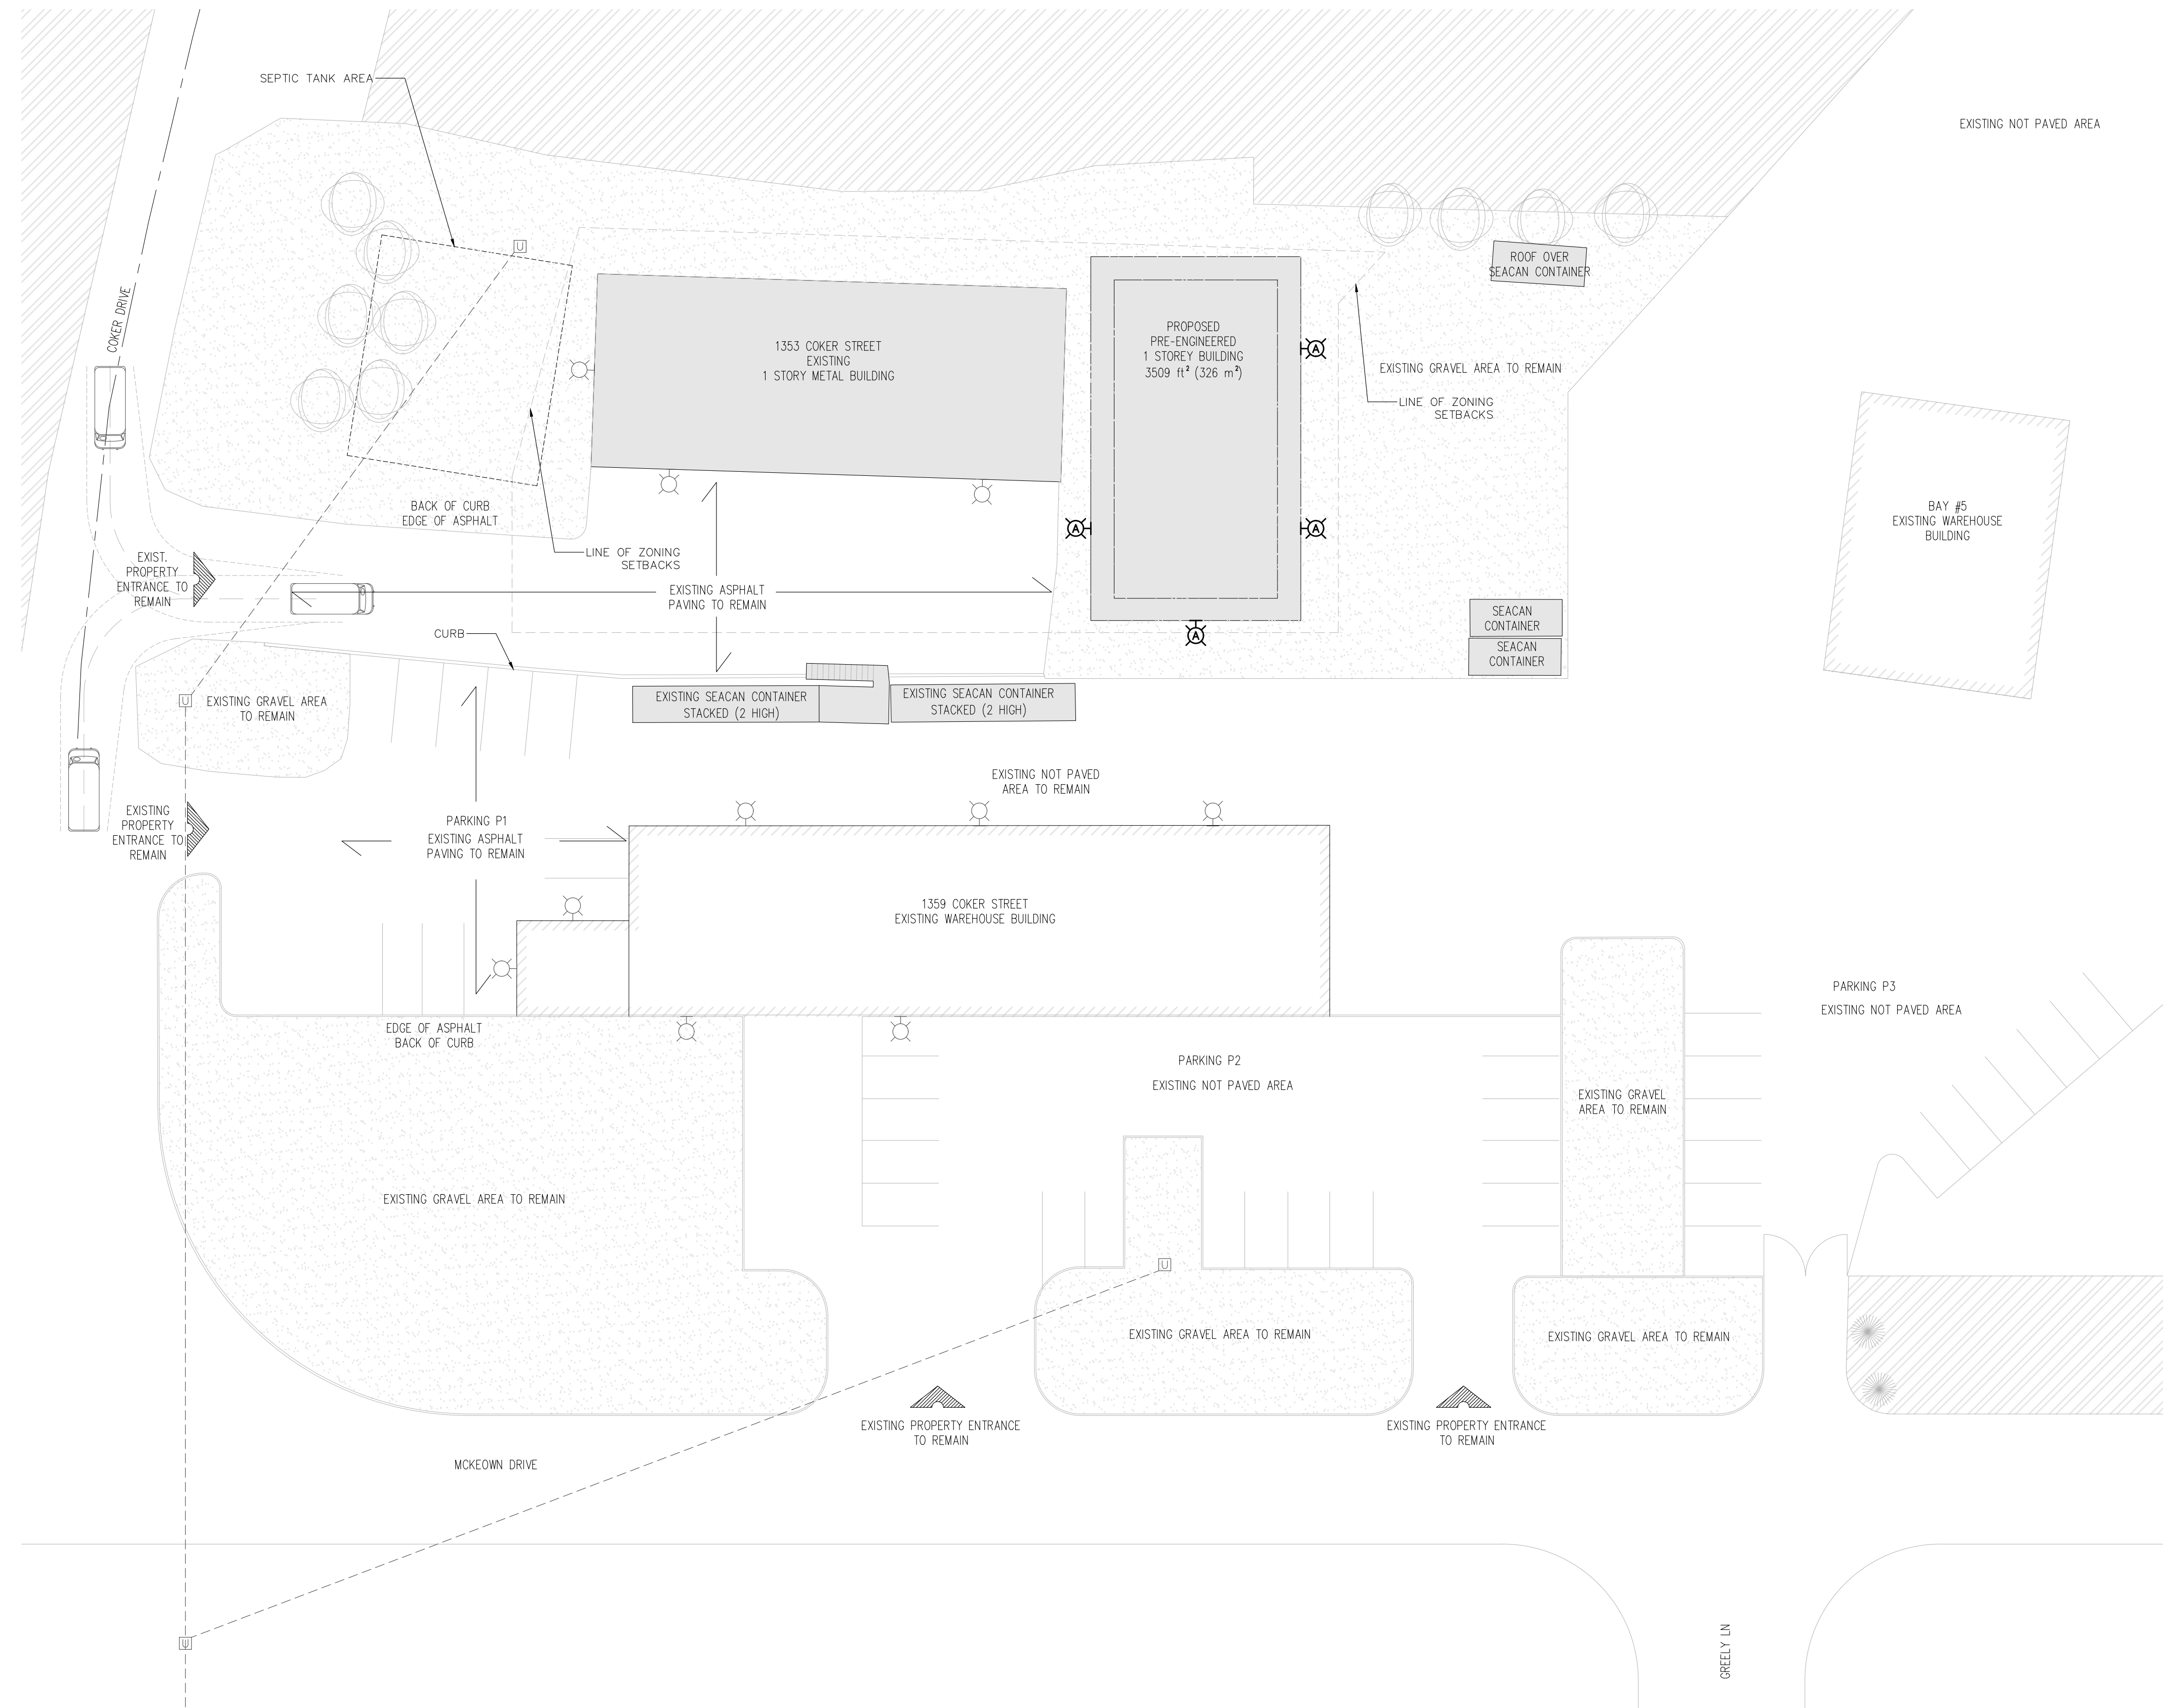 SEPTIC TANK AREA
EXISTING NOT PAVED AREA
ROOF OVER
SEACAN CONTAINER
COKER DRIVE
1353 COKER STREET
EXISTING
1 STORY METAL BUILDING
PROPOSED
PRE-ENGINEERED
1 STOREY BUILDING
3509 ft² (326 m²)
A
EXISTING GRAVEL AREA TO REMAIN
LINE OF ZONING
SETBACKS
U
BACK OF CURB
EDGE OF ASPHALT
A
A
BAY #5
EXISTING WAREHOUSE
BUILDING
LINE OF ZONING
SETBACKS
EXIST.
PROPERTY
ENTRANCE TO
REMAIN
EXISTING ASPHALT
PAVING TO REMAIN
SEACAN
CONTAINER
SEACAN
CONTAINER
CURB
A
U
EXISTING GRAVEL AREA
TO REMAIN
EXISTING SEACAN CONTAINER
STACKED (2 HIGH)
EXISTING SEACAN CONTAINER
STACKED (2 HIGH)
EXISTING NOT PAVED
AREA TO REMAIN
EXISTING
PROPERTY
ENTRANCE TO
REMAIN
PARKING P1
EXISTING ASPHALT
PAVING TO REMAIN
1359 COKER STREET
EXISTING WAREHOUSE BUILDING
PARKING P3
EXISTING NOT PAVED AREA
EDGE OF ASPHALT
BACK OF CURB
PARKING P2
EXISTING NOT PAVED AREA
EXISTING GRAVEL
AREA TO REMAIN
EXISTING GRAVEL AREA TO REMAIN
U
EXISTING GRAVEL AREA TO REMAIN
EXISTING GRAVEL AREA TO REMAIN
EXISTING PROPERTY ENTRANCE
TO REMAIN
EXISTING PROPERTY ENTRANCE
TO REMAIN
MCKEOWN DRIVE
U
GREELY LN